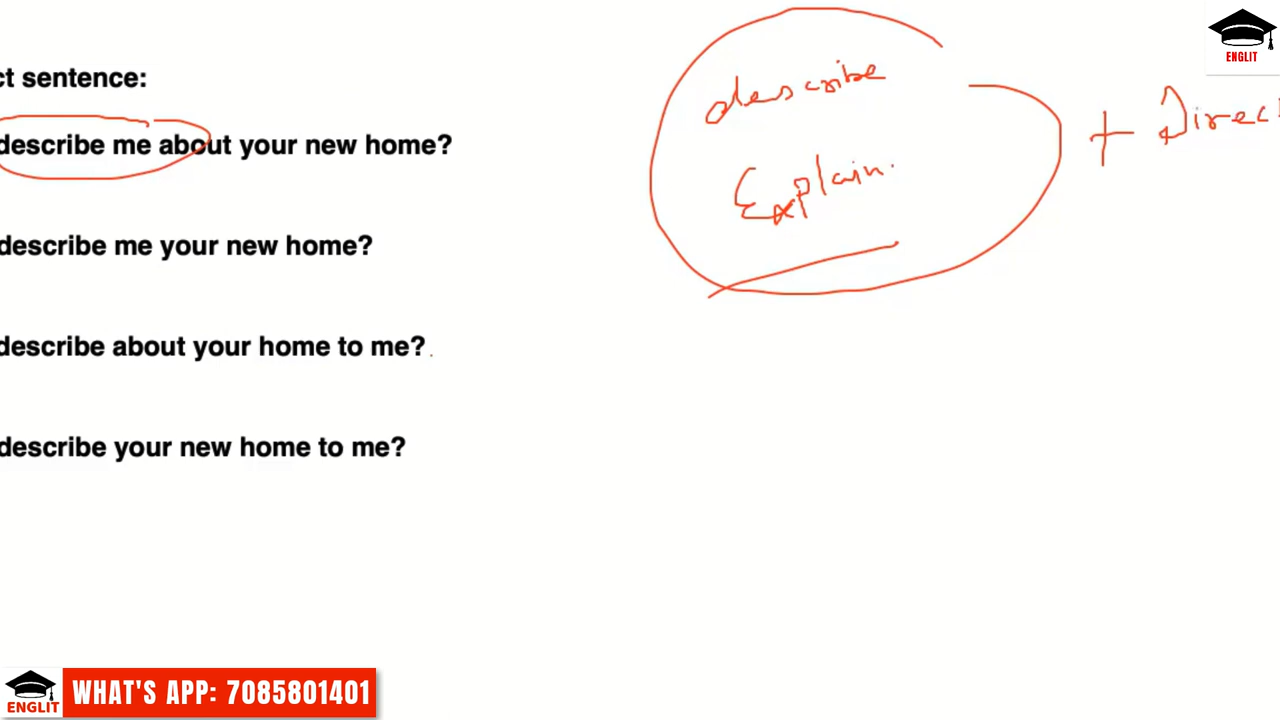 ct sentence:
describe me about your new home?
describe me your new home?
describe about your home to me?
describe your new home to me?
describe
Explain.
+ Direct
ENGLIT
ENGLIT
WHAT'S APP: 7085801401